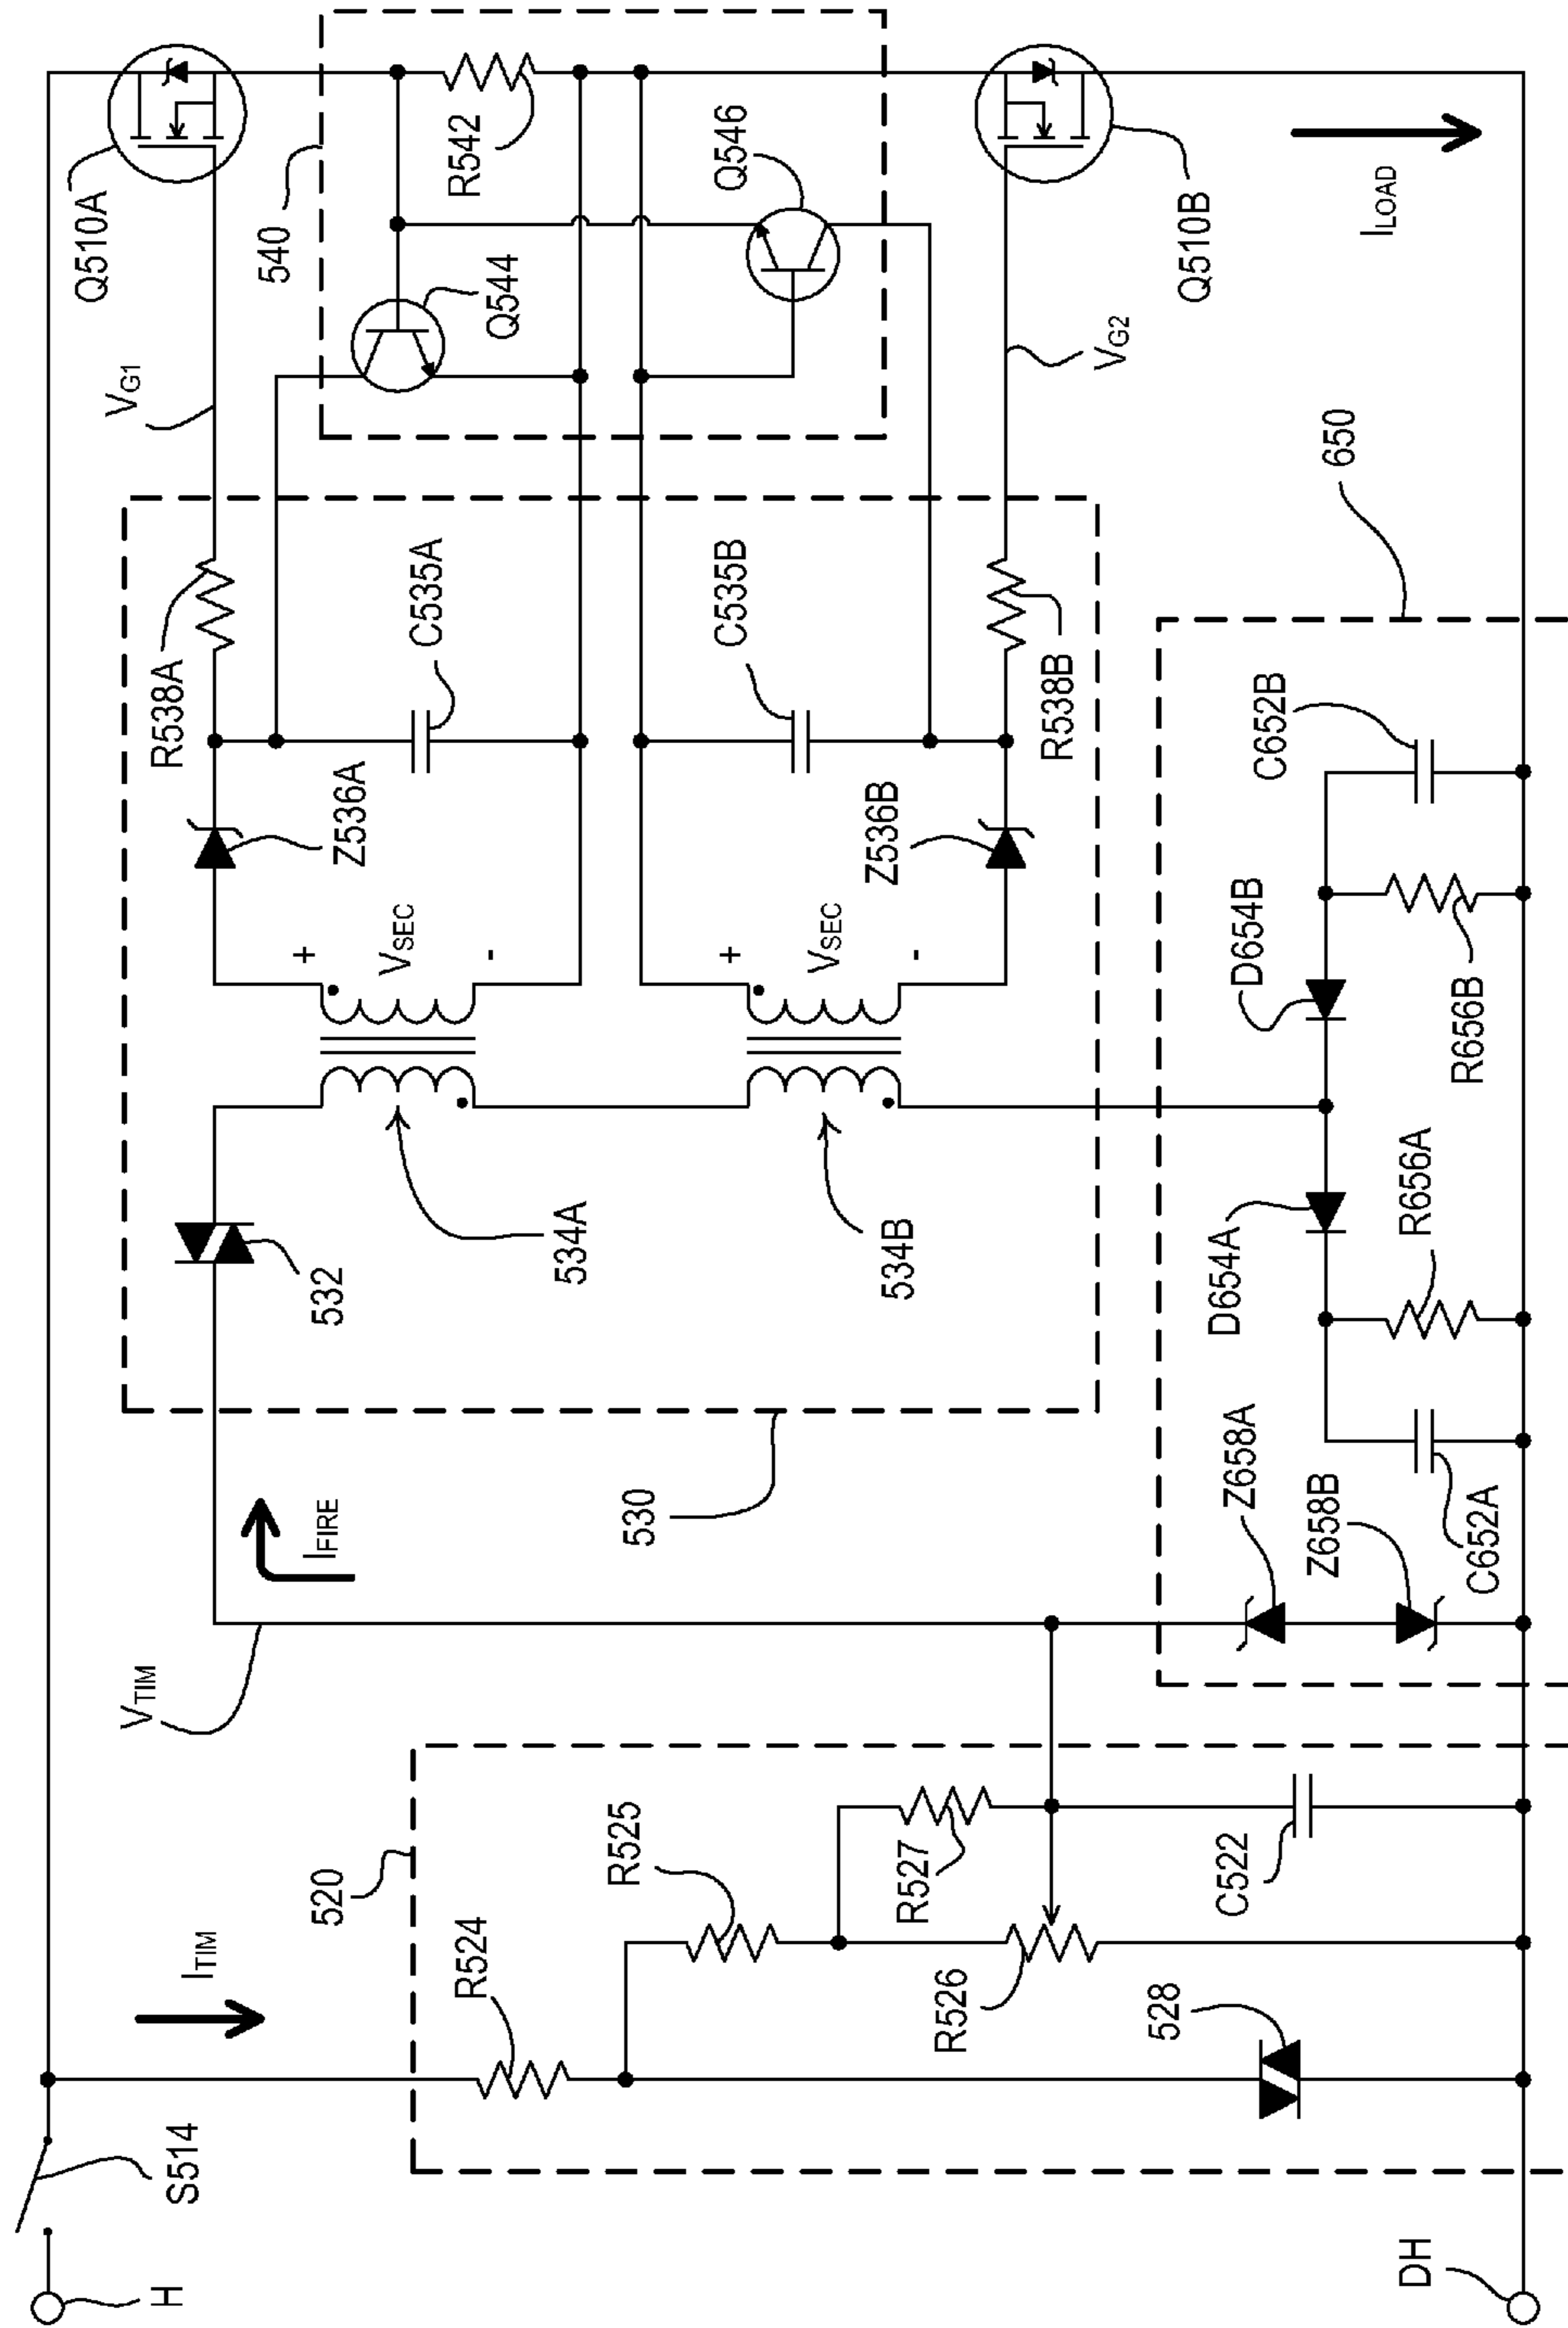 H
S514
I_TIM
520
R524
R525
R526
R527
528
C522
DH
V_TIM
I_FIRE
530
532
534A
534B
+
V_SEC
-
+
V_SEC
-
Z536A
Z536B
R538A
R538B
C535A
C535B
V_G1
V_G2
540
Q510A
R542
Q544
Q546
Q510B
I_LOAD
650
Z658A
Z658B
C652A
D654A
R656A
D654B
R656B
C652B